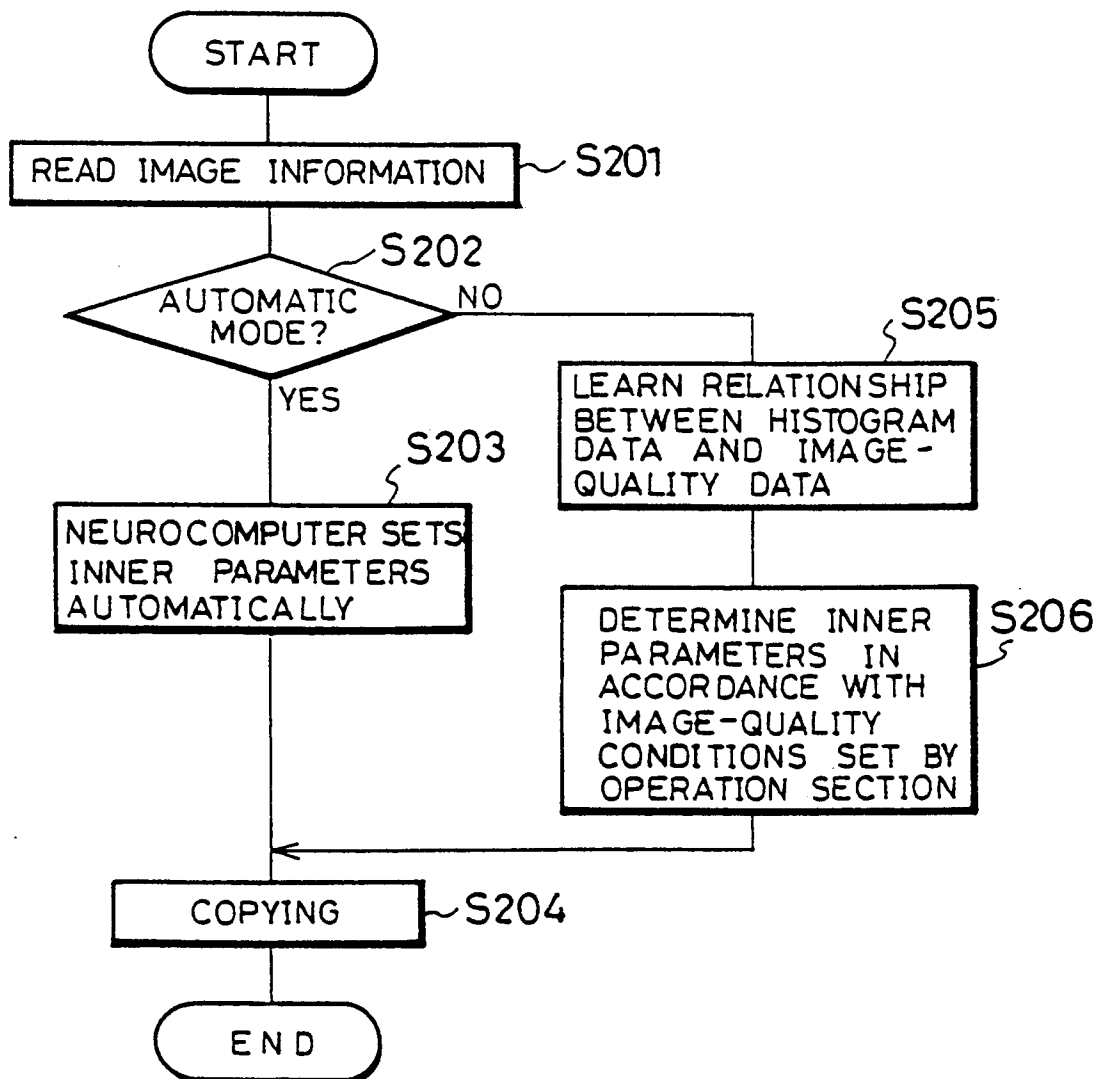 START
READ IMAGE INFORMATION
S201
S202
AUTOMATIC
MODE?
NO
YES
S203
NEUROCOMPUTER SETS
INNER PARAMETERS
AUTOMATICALLY
S205
LEARN RELATIONSHIP
BETWEEN HISTOGRAM
DATA AND IMAGE-
QUALITY DATA
S206
DETERMINE INNER
PARAMETERS IN
ACCORDANCE WITH
IMAGE-QUALITY
CONDITIONS SET BY
OPERATION SECTION
COPYING
S204
END